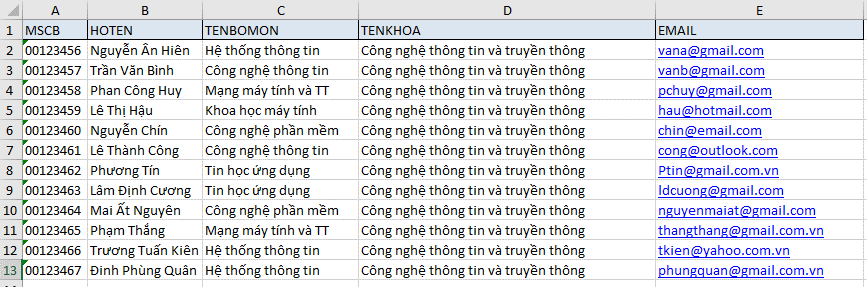 A B C D E
1 MSCB HOTEN TENBOMON TENKHOA EMAIL
2 00123456 Nguyễn Ân Hiên Hệ thống thông tin Công nghệ thông tin và truyền thông vana@gmail.com
3 00123457 Trần Văn Bình Công nghệ thông tin Công nghệ thông tin và truyền thông vanb@gmail.com
4 00123458 Phan Công Huy Mạng máy tính và TT Công nghệ thông tin và truyền thông pchuy@gmail.com
5 00123459 Lê Thị Hậu Khoa học máy tính Công nghệ thông tin và truyền thông hau@hotmail.com
6 00123460 Nguyễn Chín Công nghệ phần mềm Công nghệ thông tin và truyền thông chin@email.com
7 00123461 Lê Thành Công Công nghệ thông tin Công nghệ thông tin và truyền thông cong@outlook.com
8 00123462 Phương Tín Tin học ứng dụng Công nghệ thông tin và truyền thông Ptin@gmail.com.vn
9 00123463 Lâm Định Cương Tin học ứng dụng Công nghệ thông tin và truyền thông ldcuong@gmail.com
10 00123464 Mai Ất Nguyên Công nghệ phần mềm Công nghệ thông tin và truyền thông nguyenmaiat@gmail.com
11 00123465 Phạm Thắng Mạng máy tính và TT Công nghệ thông tin và truyền thông thangthang@gmail.com.vn
12 00123466 Trương Tuấn Kiên Hệ thống thông tin Công nghệ thông tin và truyền thông tkien@yahoo.com.vn
13 00123467 Đinh Phùng Quân Hệ thống thông tin Công nghệ thông tin và truyền thông phungquan@gmail.com.vn